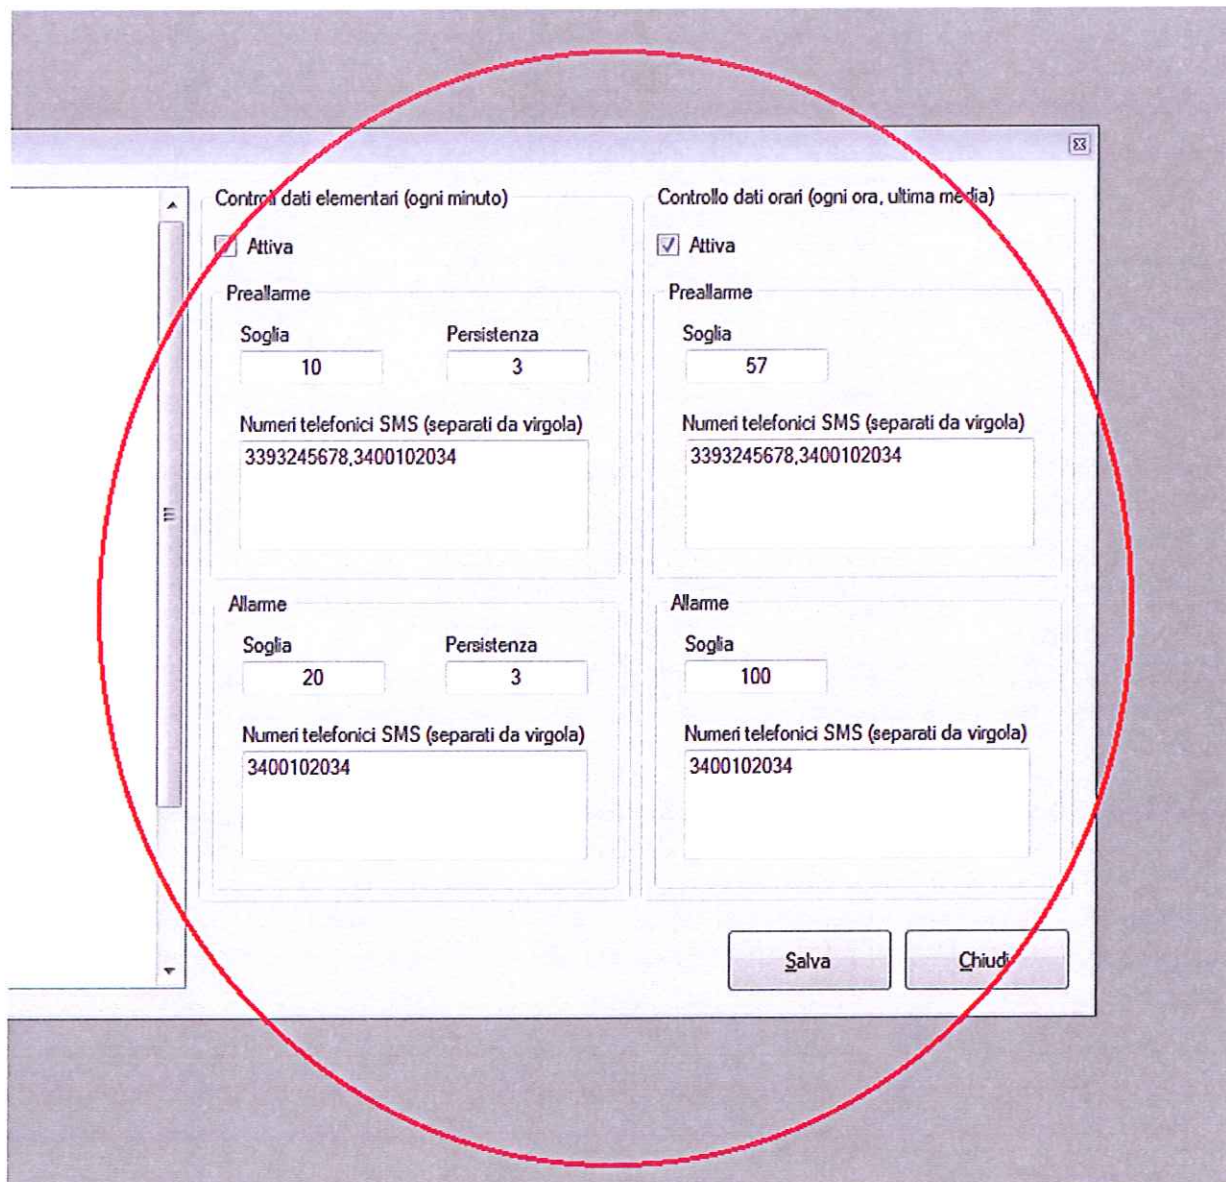 Controlli dati elementari (ogni minuto)
Attiva
Preallarme
Soglia
Persistenza
10
3
Numeri telefonici SMS (separati da virgola)
3393245678,3400102034
Allarme
Soglia
Persistenza
20
3
Numeri telefonici SMS (separati da virgola)
3400102034
Controllo dati orari (ogni ora, ultima media)
Attiva
Preallarme
Soglia
57
Numeri telefonici SMS (separati da virgola)
3393245678,3400102034
Allarme
Soglia
100
Numeri telefonici SMS (separati da virgola)
3400102034
Salva
Chiudi